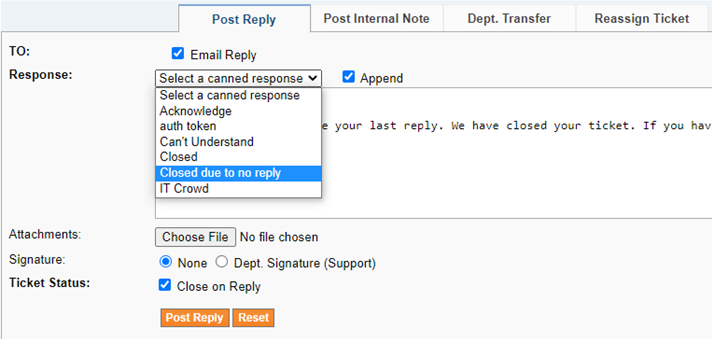 Post Reply Post Internal Note Dept. Transfer Reassign Ticket
TO: Email Reply
Response: Select a canned response Append
Select a canned response
Acknowledge
auth token
e your last reply. We have closed your ticket. If you hav
Can't Understand
Closed
Closed due to no reply
IT Crowd
Attachments: Choose File No file chosen
Signature: None Dept. Signature (Support)
Ticket Status: Close on Reply
Post Reply Reset